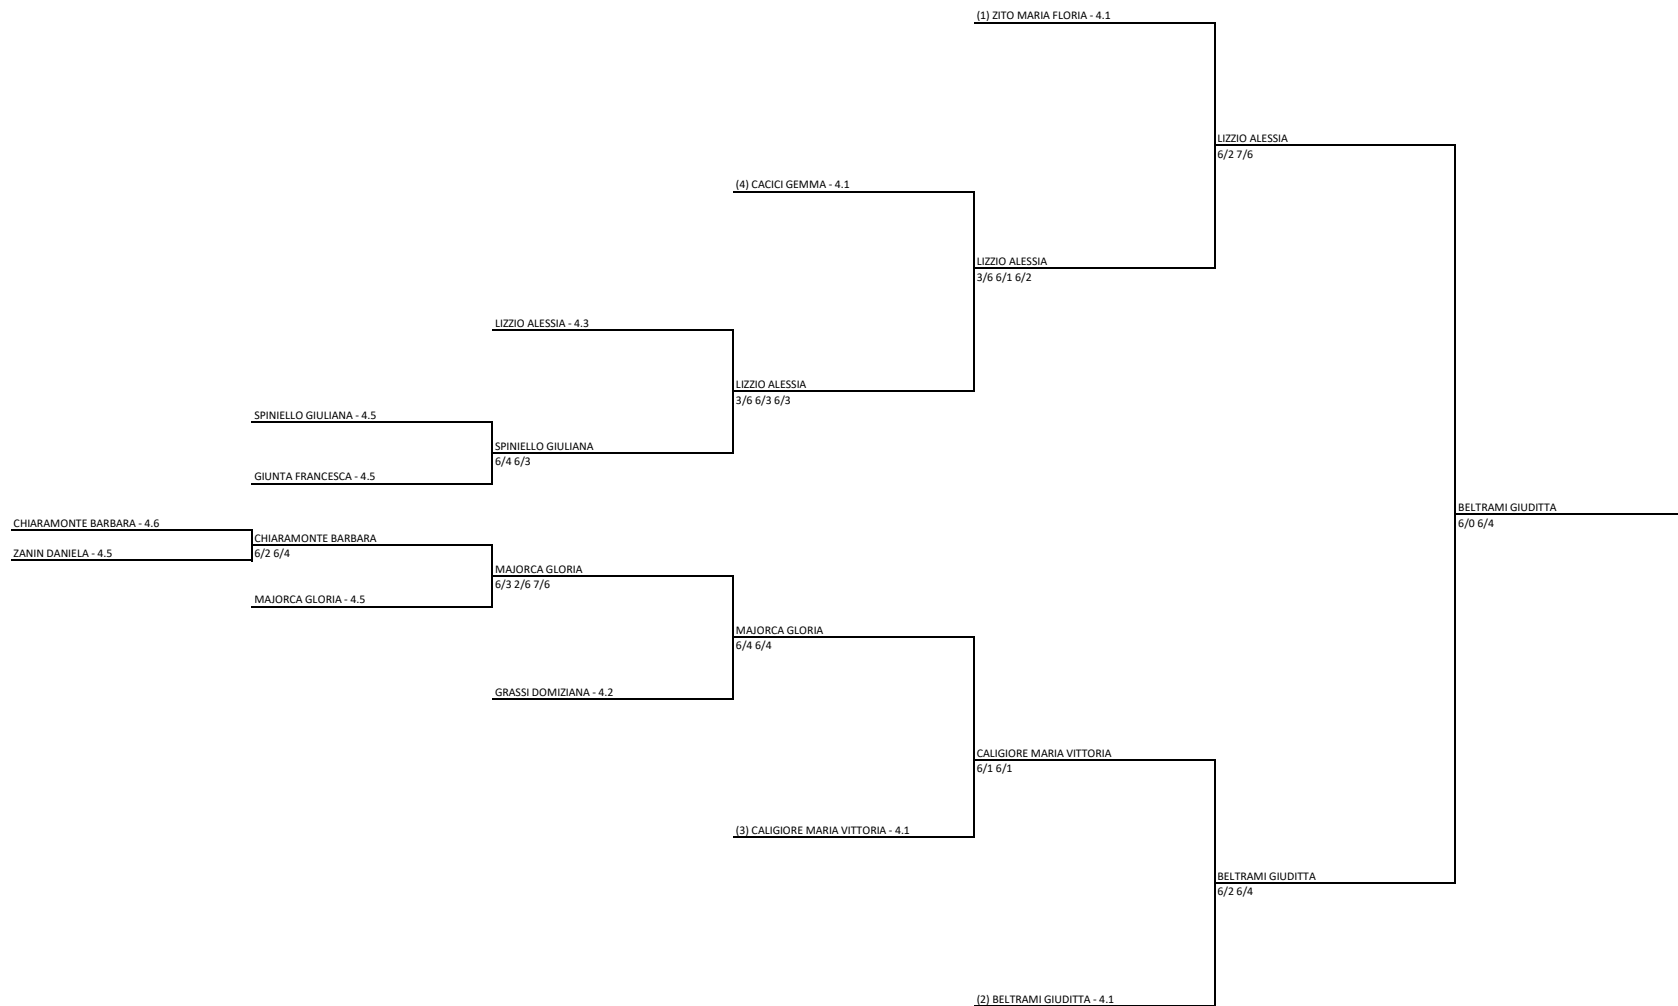 (1) ZITO MARIA FLORIA - 4.1
LIZZIO ALESSIA
6/2 7/6
(4) CACICI GEMMA - 4.1
LIZZIO ALESSIA
3/6 6/1 6/2
LIZZIO ALESSIA - 4.3
LIZZIO ALESSIA
3/6 6/3 6/3
SPINIELLO GIULIANA - 4.5
SPINIELLO GIULIANA
6/4 6/3
GIUNTA FRANCESCA - 4.5
BELTRAMI GIUDITTA
6/0 6/4
CHIARAMONTE BARBARA - 4.6
CHIARAMONTE BARBARA
6/2 6/4
ZANIN DANIELA - 4.5
MAJORCA GLORIA
6/3 2/6 7/6
MAJORCA GLORIA - 4.5
MAJORCA GLORIA
6/4 6/4
GRASSI DOMIZIANA - 4.2
CALIGIORE MARIA VITTORIA
6/1 6/1
(3) CALIGIORE MARIA VITTORIA - 4.1
BELTRAMI GIUDITTA
6/2 6/4
(2) BELTRAMI GIUDITTA - 4.1